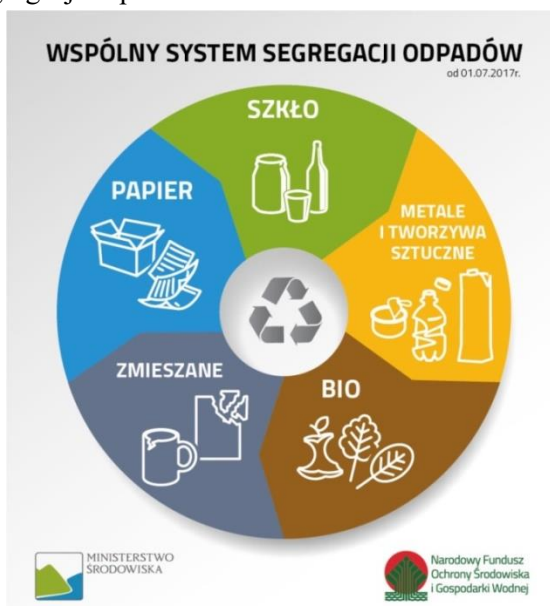 WSPÓLNY SYSTEM SEGREGACJI ODPADÓW
od 01.07.2017r.
SZKŁO
PAPIER
METALE
I TWORZYWA
SZTUCZNE
ZMIESZANE
BIO
MINISTERSTWO
ŚRODOWISKA
Narodowy Fundusz
Ochrony Środowiska
i Gospodarki Wodnej